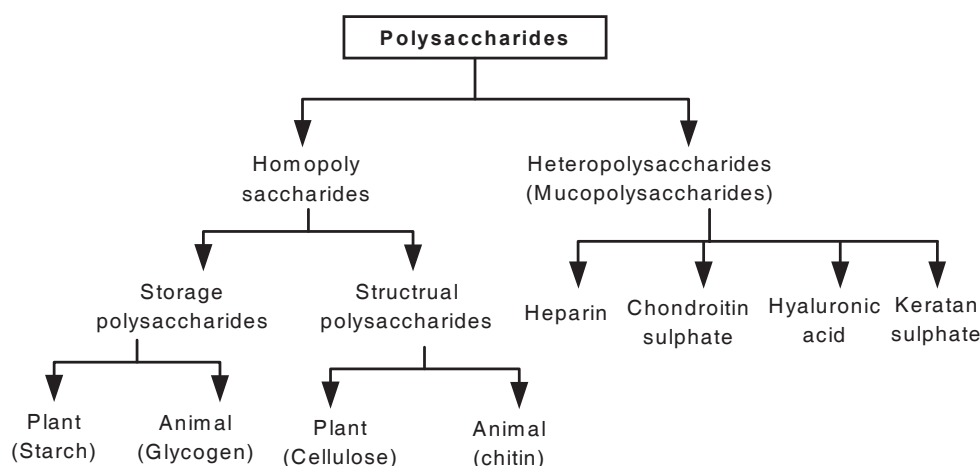 Polysaccharides
Homopoly
saccharides
Heteropolysaccharides
(Mucopolysaccharides)
Storage
polysaccharides
Structrual
polysaccharides
Heparin
Chondroitin
sulphate
Hyaluronic
acid
Keratan
sulphate
Plant
(Starch)
Animal
(Glycogen)
Plant
(Cellulose)
Animal
(chitin)